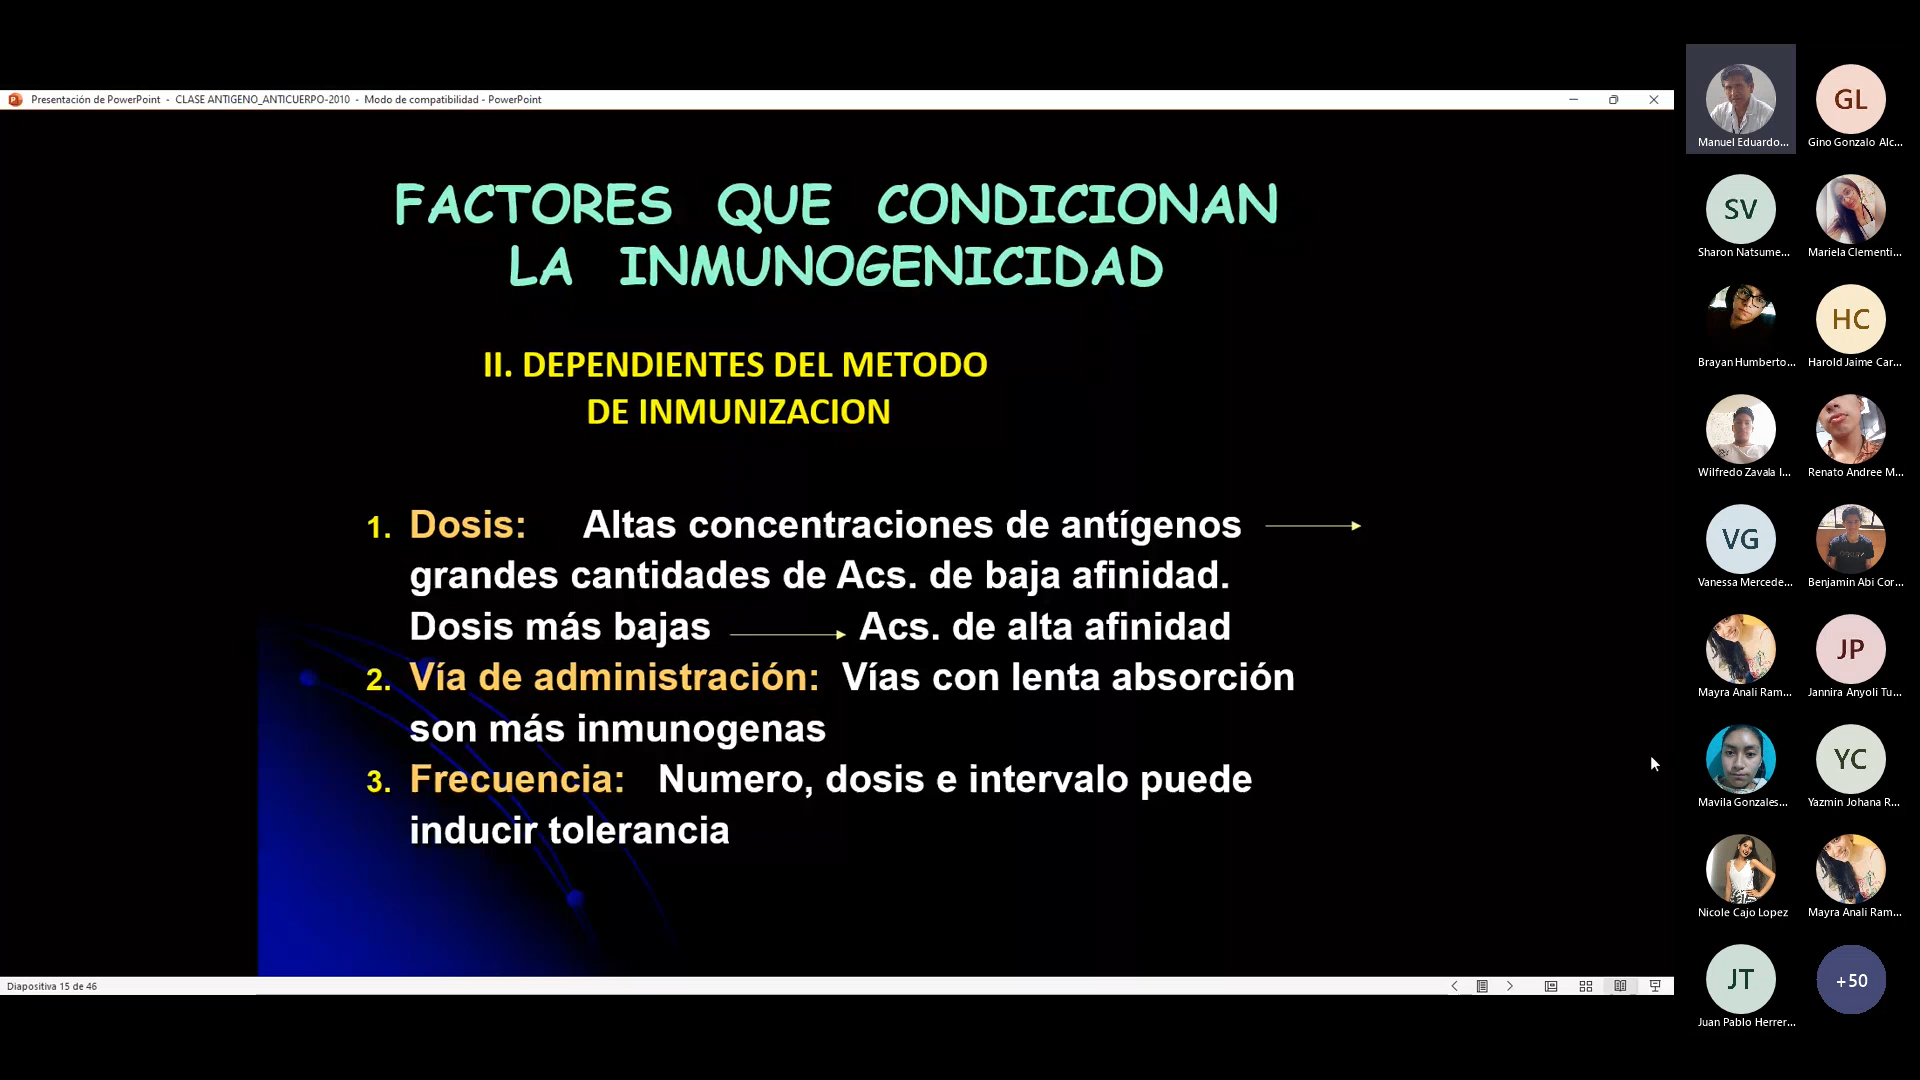 Presentación de PowerPoint - CLASE ANTIGENO_ANTICUERPO-2010 - Modo de compatibilidad - PowerPoint
FACTORES QUE CONDICIONAN
LA INMUNOGENICIDAD
II. DEPENDIENTES DEL METODO
DE INMUNIZACION
1. Dosis: Altas concentraciones de antígenos
grandes cantidades de Acs. de baja afinidad.
Dosis más bajas Acs. de alta afinidad
2. Vía de administración: Vías con lenta absorción
son más inmunogenas
3. Frecuencia: Numero, dosis e intervalo puede
inducir tolerancia
Diapositiva 15 de 46
Manuel Eduardo...
GL
Gino Gonzalo Alc...
SV
Sharon Natsume...
Mariela Clementi...
Brayan Humberto...
HC
Harold Jaime Car...
Wilfredo Zavala I...
Renato Andree M...
VG
Vanessa Mercede...
Benjamin Abi Cor...
Mayra Anali Ram...
JP
Jannira Anyoli Tu...
Mavila Gonzales...
YC
Yazmin Johana R...
Nicole Cajo Lopez
Mayra Anali Ram...
JT
Juan Pablo Herrer...
+50